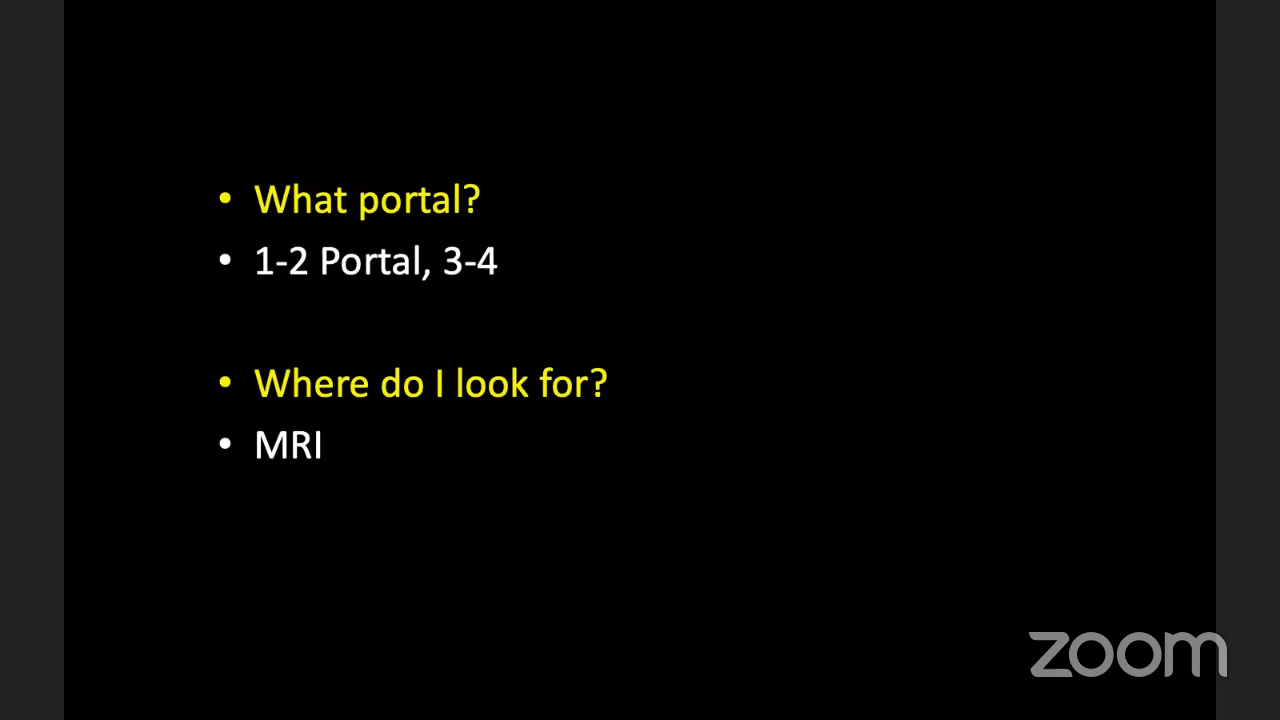 • What portal?
• 1-2 Portal, 3-4
• Where do I look for?
• MRI
zoom